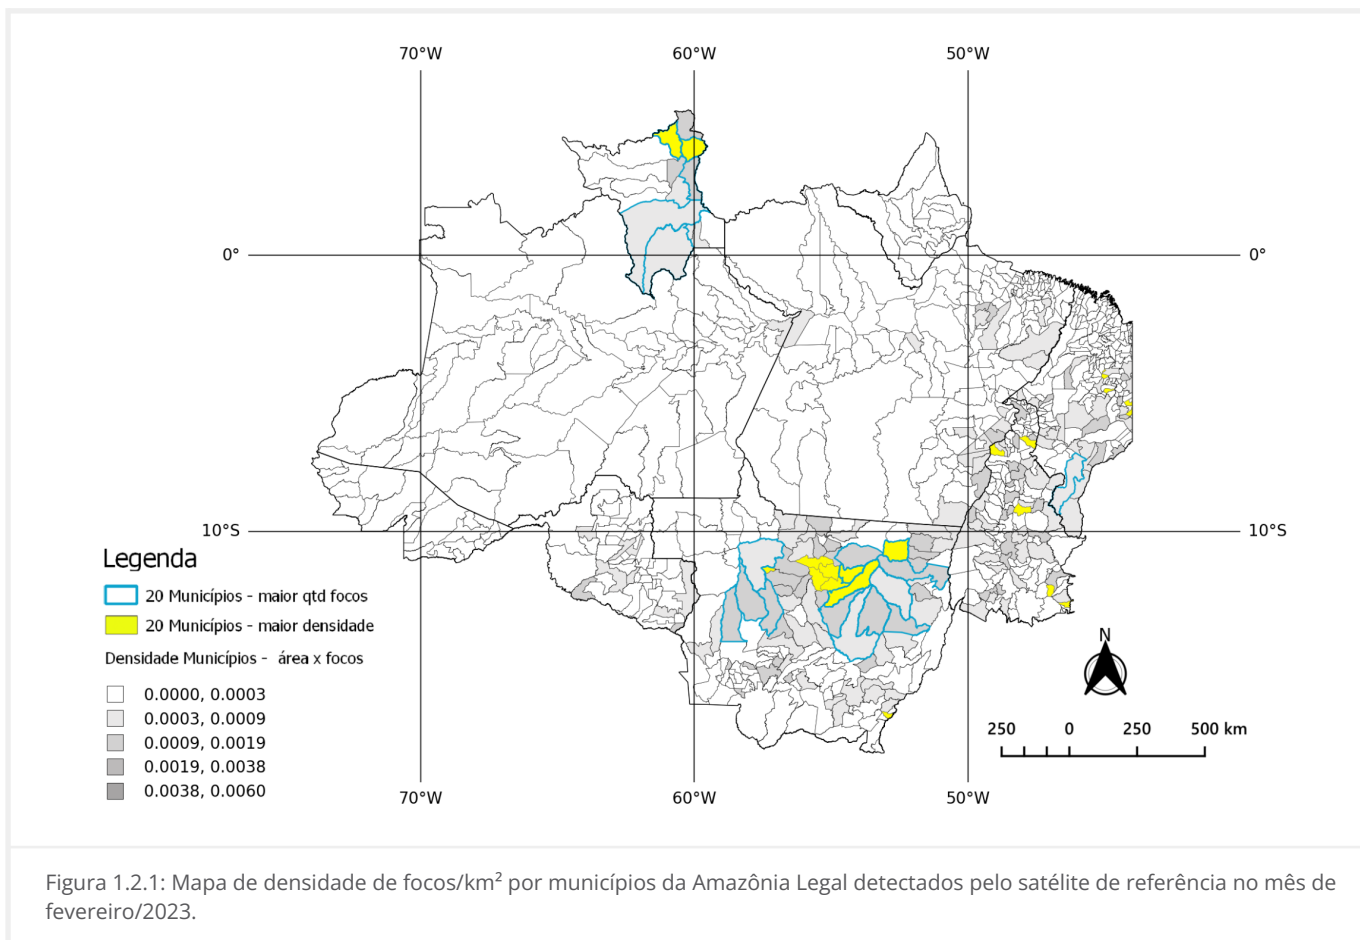 70°W 60°W 50°W
0° 0°
10°S 10°S
Legenda
20 Municípios - maior qtd focos
20 Municípios - maior densidade
Densidade Municípios - área x focos
0.0000, 0.0003
0.0003, 0.0009
0.0009, 0.0019
0.0019, 0.0038
0.0038, 0.0060
N
250 0 250 500 km
70°W 60°W 50°W
Figura 1.2.1: Mapa de densidade de focos/km² por municípios da Amazônia Legal detectados pelo satélite de referência no mês de
fevereiro/2023.